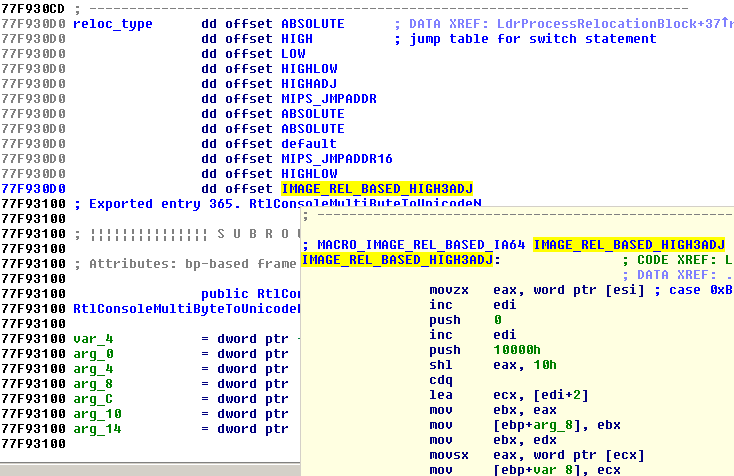 77F930CD ; ---------------------------------------------------------------------------
77F930D0 reloc_type      dd offset ABSOLUTE      ; DATA XREF: LdrProcessRelocationBlock+37↑r
77F930D0                 dd offset HIGH          ; jump table for switch statement
77F930D0                 dd offset LOW
77F930D0                 dd offset HIGHLOW
77F930D0                 dd offset HIGHADJ
77F930D0                 dd offset MIPS_JMPADDR
77F930D0                 dd offset ABSOLUTE
77F930D0                 dd offset ABSOLUTE
77F930D0                 dd offset default
77F930D0                 dd offset MIPS_JMPADDR16
77F930D0                 dd offset HIGHLOW
77F930D0                 dd offset IMAGE_REL_BASED_HIGH3ADJ
77F93100 ; Exported entry 365. RtlConsoleMultiByteToUnicodeN
77F93100
77F93100 ; ¦¦¦¦¦¦¦¦¦¦¦¦¦¦¦ S U B R O
77F93100
77F93100 ; Attributes: bp-based frame
77F93100
77F93100                 public RtlCon
77F93100 RtlConsoleMultiByteToUnicode
77F93100
77F93100 var_4           = dword ptr -
77F93100 arg_0           = dword ptr
77F93100 arg_4           = dword ptr
77F93100 arg_8           = dword ptr
77F93100 arg_C           = dword ptr
77F93100 arg_10          = dword ptr
77F93100 arg_14          = dword ptr
77F93100
; ---------------------------------------------------------------------------
; MACRO_IMAGE_REL_BASED_IA64 IMAGE_REL_BASED_HIGH3ADJ
IMAGE_REL_BASED_HIGH3ADJ:               ; CODE XREF: L
                                        ; DATA XREF: .
                movzx   eax, word ptr [esi] ; case 0xB
                inc     edi
                push    0
                inc     edi
                push    10000h
                shl     eax, 10h
                cdq
                lea     ecx, [edi+2]
                mov     ebx, eax
                mov     [ebp+arg_8], ebx
                mov     ebx, edx
                movsx   eax, word ptr [ecx]
                mov     [ebp+var_8], ecx